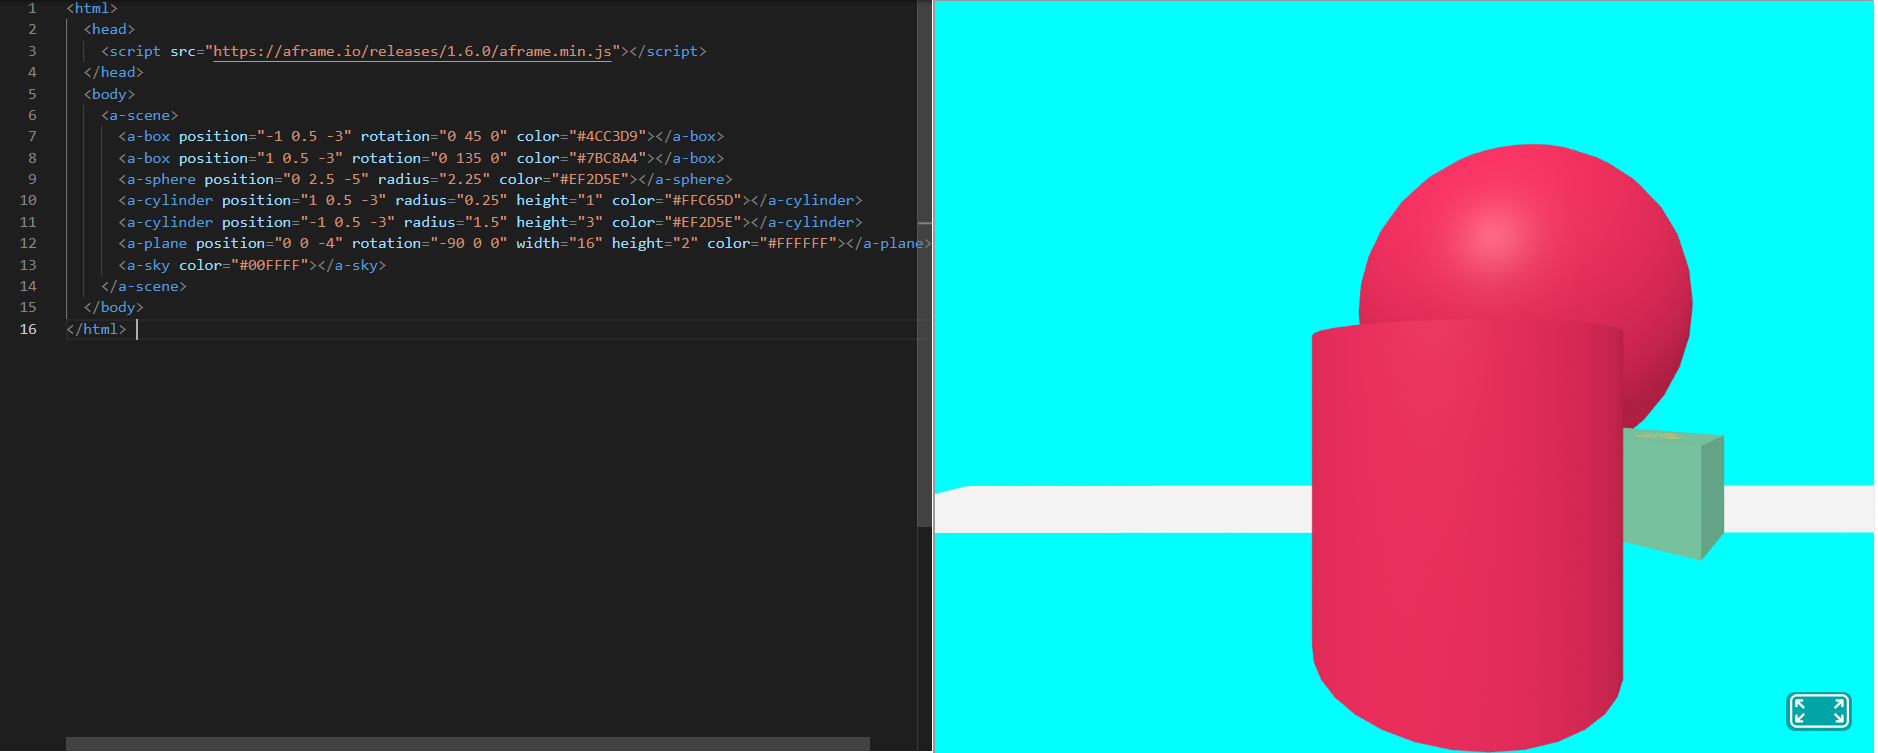 1 <html>
2 <head>
3 <script src="https://aframe.io/releases/1.6.0/aframe.min.js"></script>
4 </head>
5 <body>
6 <a-scene>
7 <a-box position="-1 0.5 -3" rotation="0 45 0" color="#4CC3D9"></a-box>
8 <a-box position="1 0.5 -3" rotation="0 135 0" color="#7BC8A4"></a-box>
9 <a-sphere position="0 2.5 -5" radius="2.25" color="#EF2D5E"></a-sphere>
10 <a-cylinder position="1 0.5 -3" radius="0.25" height="1" color="#FFC65D"></a-cylinder>
11 <a-cylinder position="-1 0.5 -3" radius="1.5" height="3" color="#EF2D5E"></a-cylinder>
12 <a-plane position="0 0 -4" rotation="-90 0 0" width="16" height="2" color="#FFFFFF"></a-plane>
13 <a-sky color="#00FFFF"></a-sky>
14 </a-scene>
15 </body>
16 </html>